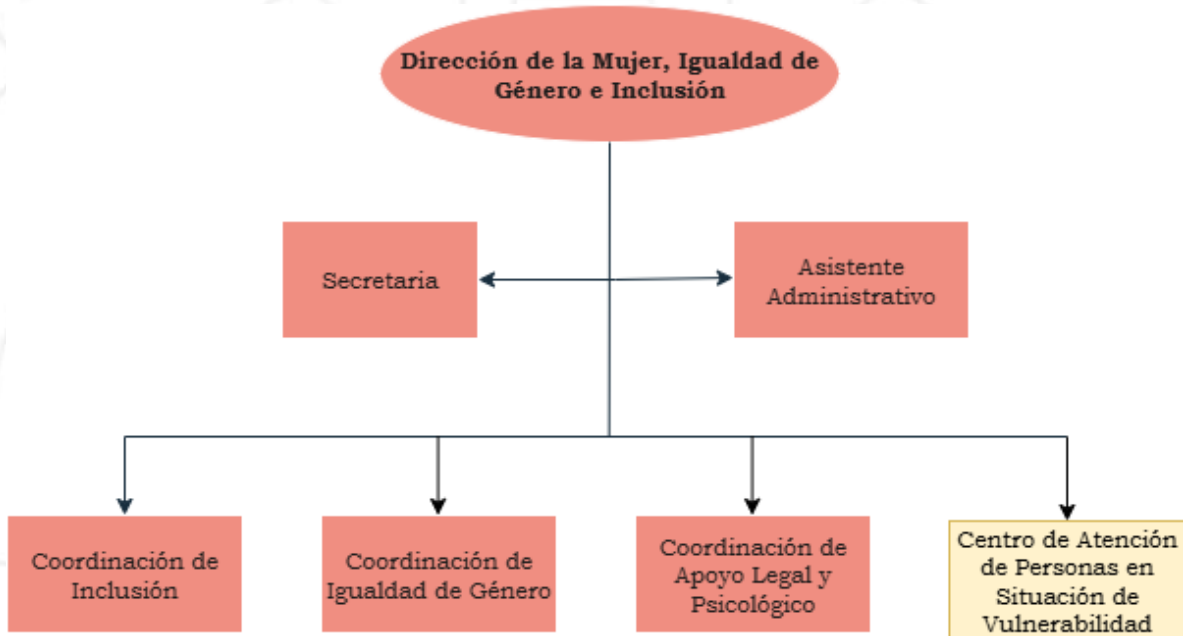 Dirección de la Mujer, Igualdad de
Género e Inclusión
Secretaria
Asistente
Administrativo
Coordinación de
Inclusión
Coordinación de
Igualdad de Género
Coordinación de
Apoyo Legal y
Psicológico
Centro de Atención
de Personas en
Situación de
Vulnerabilidad